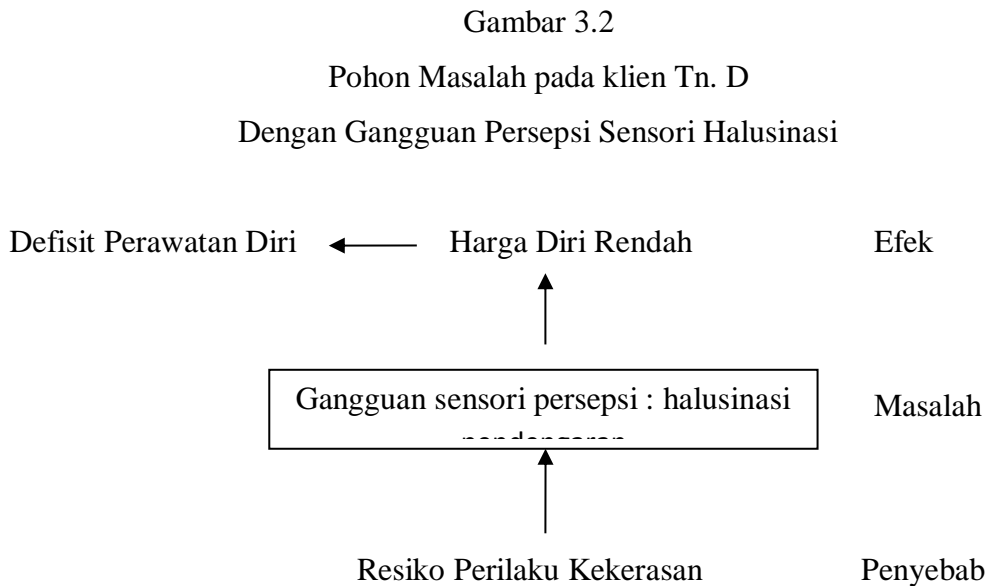 Gambar 3.2
Pohon Masalah pada klien Tn. D
Dengan Gangguan Persepsi Sensori Halusinasi
Defisit Perawatan Diri Harga Diri Rendah Efek
Gangguan sensori persepsi : halusinasi Masalah
Resiko Perilaku Kekerasan Penyebab